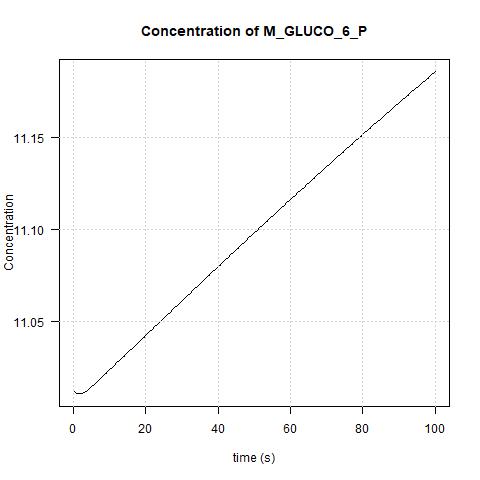 Concentration of M_GLUCO_6_P
Concentration
11.15
11.10
11.05
0 20 40 60 80 100
time (s)